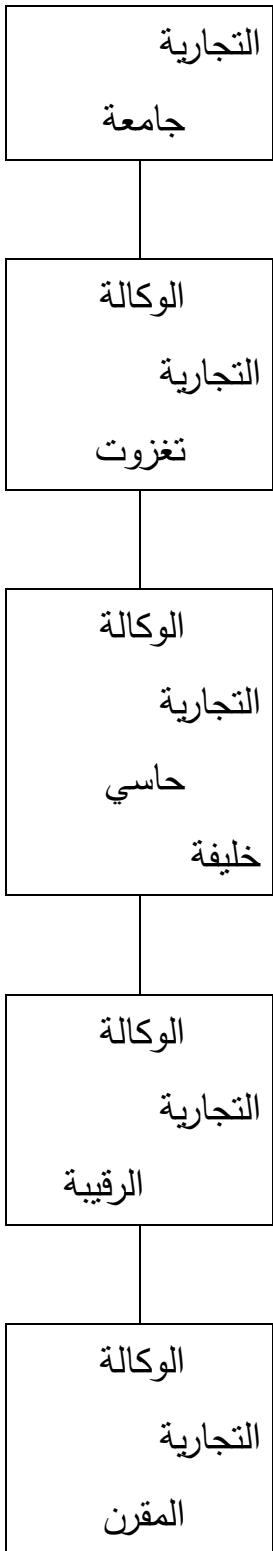 التجارية
جامعة
الوكالة
التجارية
تغزوت
الوكالة
التجارية
حاسي
خليفة
الوكالة
التجارية
الرقيبة
الوكالة
التجارية
المقرن